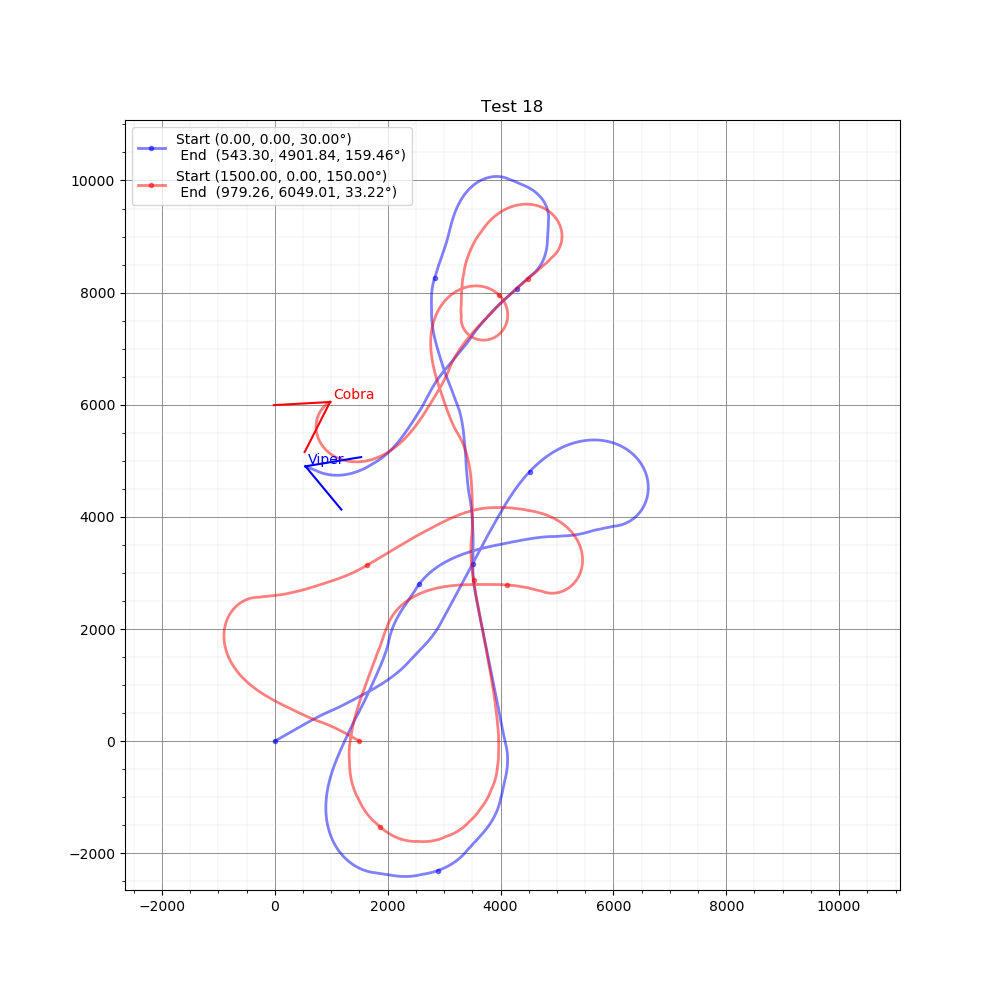 Test 18
Start (0.00, 0.00, 30.00°)
End (543.30, 4901.84, 159.46°)
Start (1500.00, 0.00, 150.00°)
End (979.26, 6049.01, 33.22°)
10000
8000
6000
4000
2000
0
−2000
Cobra
Viper
−2000 0 2000 4000 6000 8000 10000